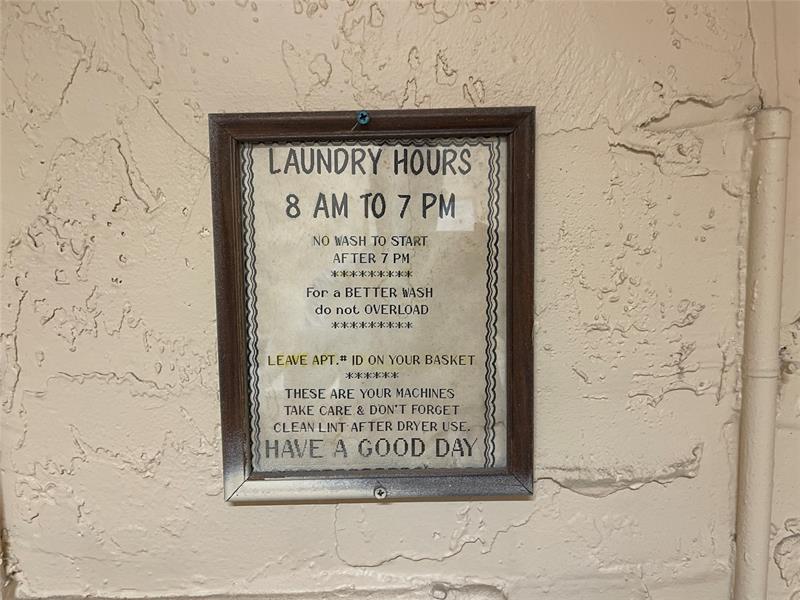 LAUNDRY HOURS
8 AM TO 7 PM
NO WASH TO START
AFTER 7 PM
*********
For a BETTER WASH
do not OVERLOAD
*********
LEAVE APT.# ID ON YOUR BASKET
******
THESE ARE YOUR MACHINES
TAKE CARE & DON'T FORGET
CLEAN LINT AFTER DRYER USE.
HAVE A GOOD DAY